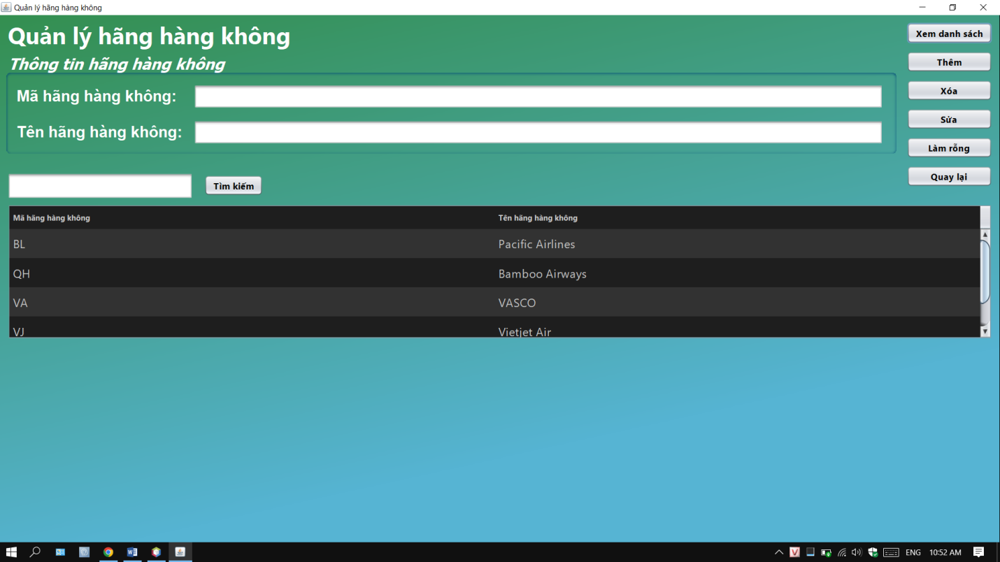 Quản lý hãng hàng không
Quản lý hãng hàng không
Xem danh sách
Thông tin hãng hàng không
Thêm
Mã hãng hàng không:
Xóa
Tên hãng hàng không:
Sửa
Làm rỗng
Tìm kiếm
Quay lại
Mã hãng hàng không Tên hãng hàng không
BL Pacific Airlines
QH Bamboo Airways
VA VASCO
VJ Vietjet Air
ENG 10:52 AM